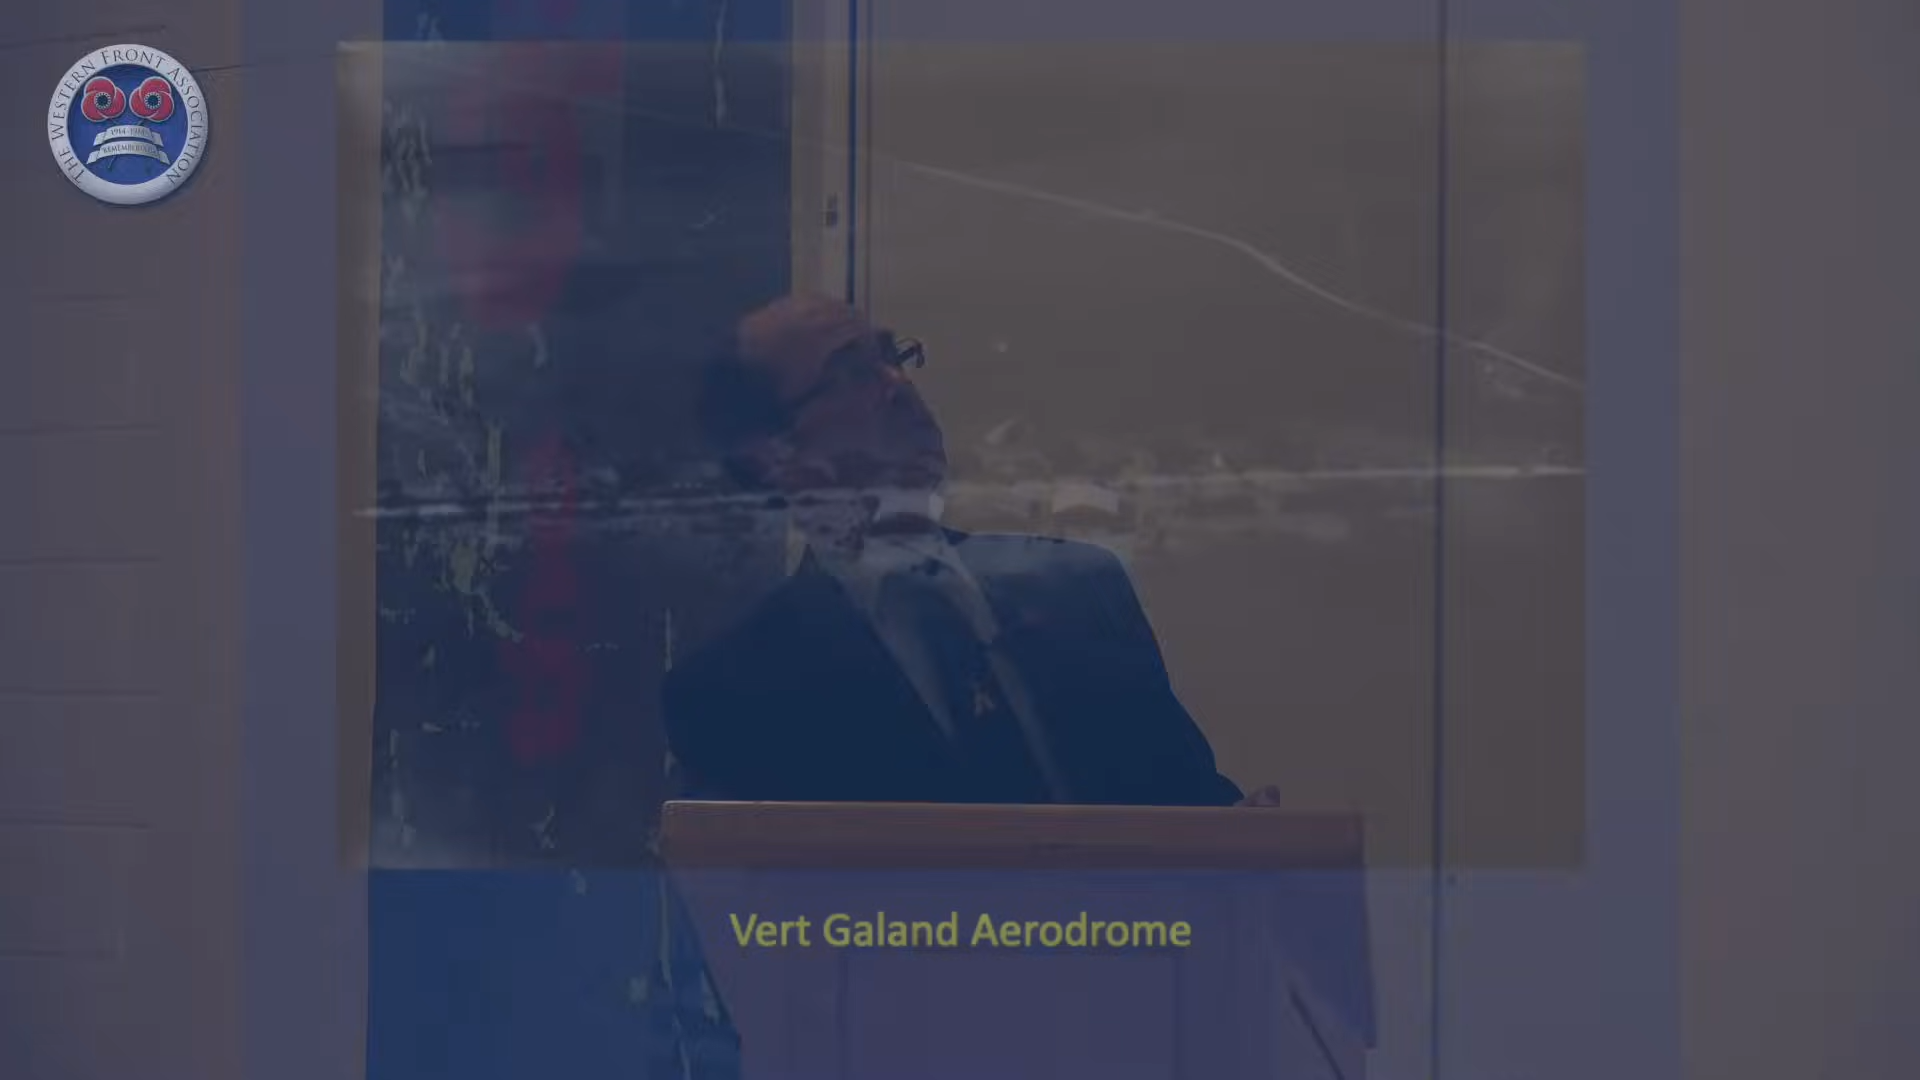 THE WESTERN FRONT ASSOCIATION
1914-1918
REMEMBERING
Vert Galand Aerodrome